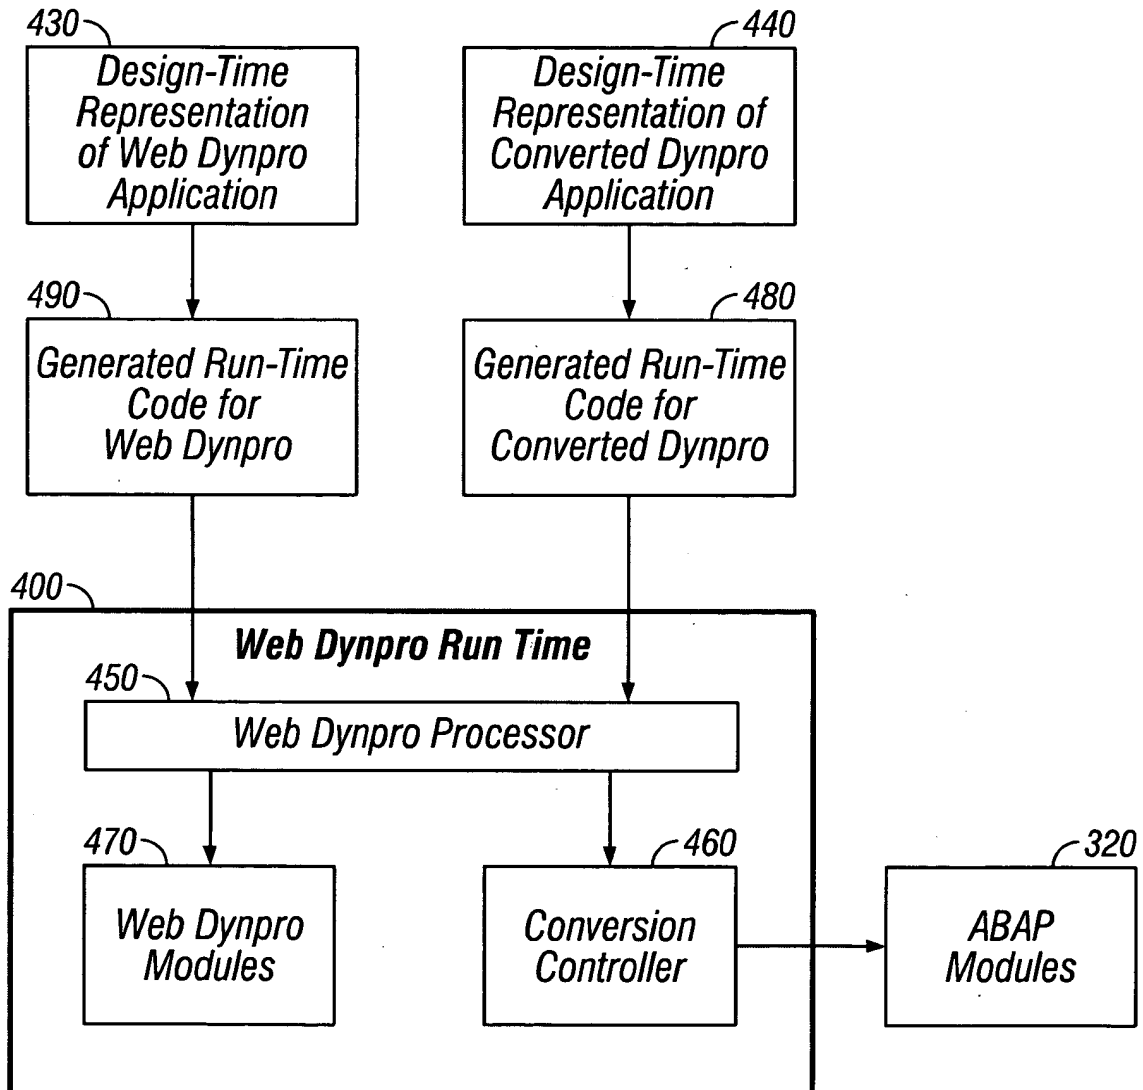 430
Design-Time
Representation
of Web Dynpro
Application
440
Design-Time
Representation of
Converted Dynpro
Application
490
Generated Run-Time
Code for
Web Dynpro
480
Generated Run-Time
Code for
Converted Dynpro
400
Web Dynpro Run Time
450
Web Dynpro Processor
470
Web Dynpro
Modules
460
Conversion
Controller
320
ABAP
Modules